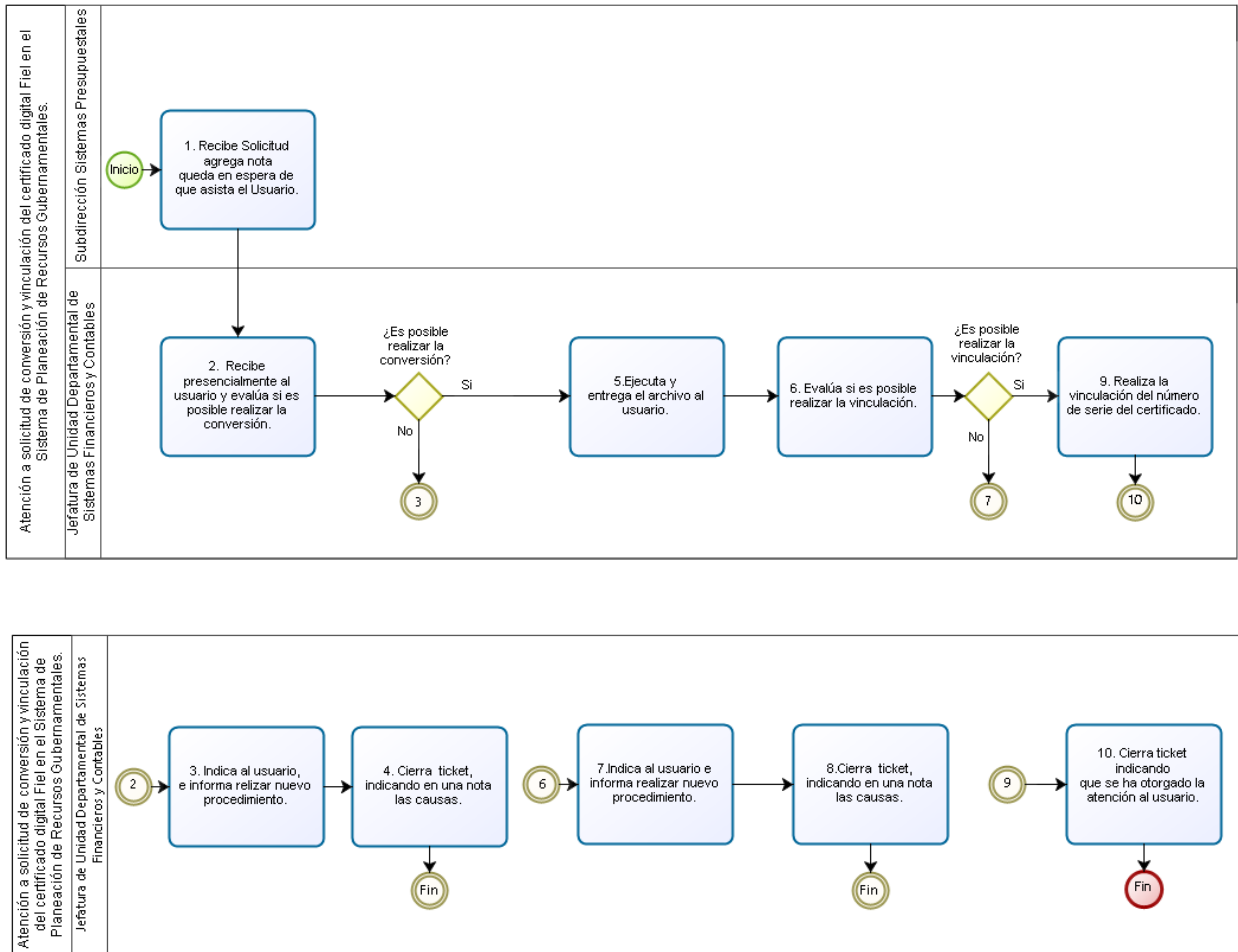 Atención a solicitud de conversión y vinculación del certificado digital Fiel en el
Sistema de Planeación de Recursos Gubernamentales.
Subdirección Sistemas Presupuestales
Inicio
1. Recibe Solicitud
agrega nota
queda en espera de
que asista el Usuario.
Jefatura de Unidad Departamental de
Sistemas Financieros y Contables
2. Recibe
presencialmente al
usuario y evalúa si es
posible realizar la
conversión.
¿Es posible
realizar la
conversión?
Si
No
3
5.Ejecuta y
entrega el archivo al
usuario.
6. Evalúa si es posible
realizar la vinculación.
¿Es posible
realizar la
vinculación?
Si
No
7
9. Realiza la
vinculación del número
de serie del certificado.
10
Atención a solicitud de conversión y vinculación
del certificado digital Fiel en el Sistema de
Planeación de Recursos Gubernamentales.
Jefatura de Unidad Departamental de Sistemas
Financieros y Contables
2
3. Indica al usuario,
e informa relizar nuevo
procedimiento.
4. Cierra ticket,
indicando en una nota
las causas.
Fin
6
7.Indica al usuario e
informa realizar nuevo
procedimiento.
8.Cierra ticket,
indicando en una nota
las causas.
Fin
9
10. Cierra ticket
indicando
que se ha otorgado la
atención al usuario.
Fin